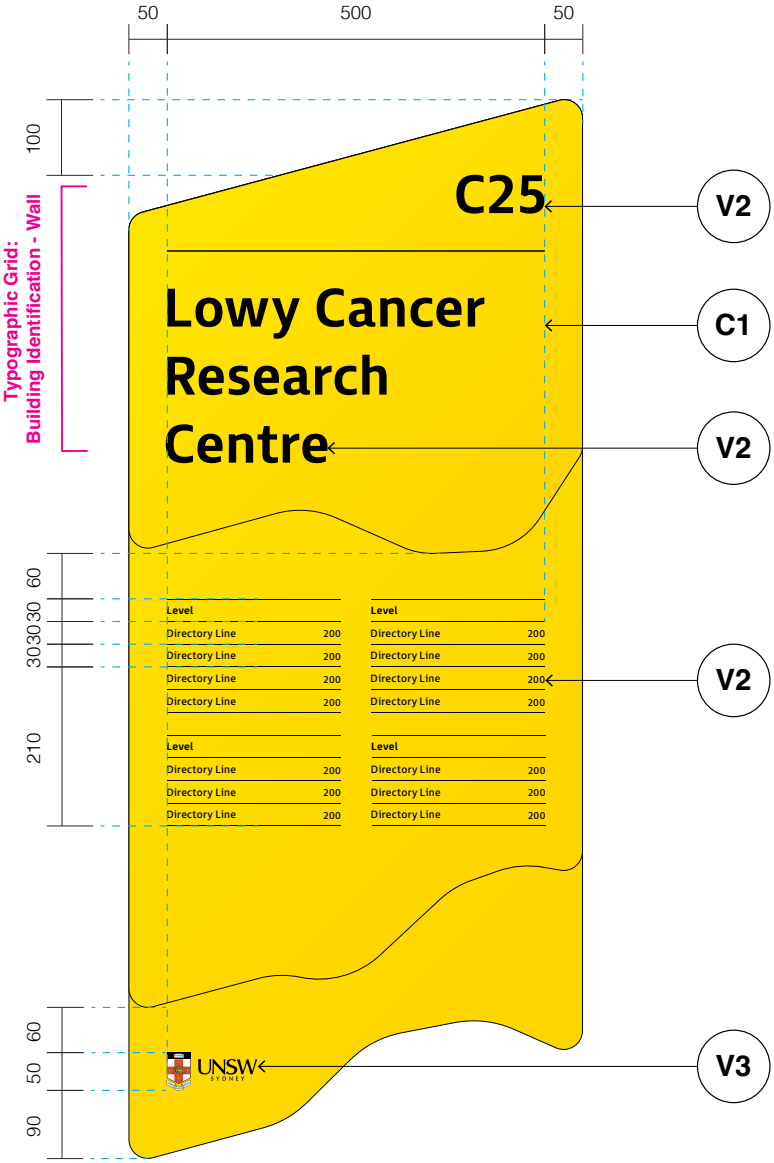 50 500 50
100
Typographic Grid:
Building Identification - Wall
C25
V2
Lowy Cancer
Research
Centre
C1
V2
60
30
30
30
210
Level
Directory Line 200
Directory Line 200
Directory Line 200
Directory Line 200
Level
Directory Line 200
Directory Line 200
Directory Line 200
Directory Line 200
V2
Level
Directory Line 200
Directory Line 200
Directory Line 200
Level
Directory Line 200
Directory Line 200
Directory Line 200
60
50
90
UNSW
SYDNEY
V3